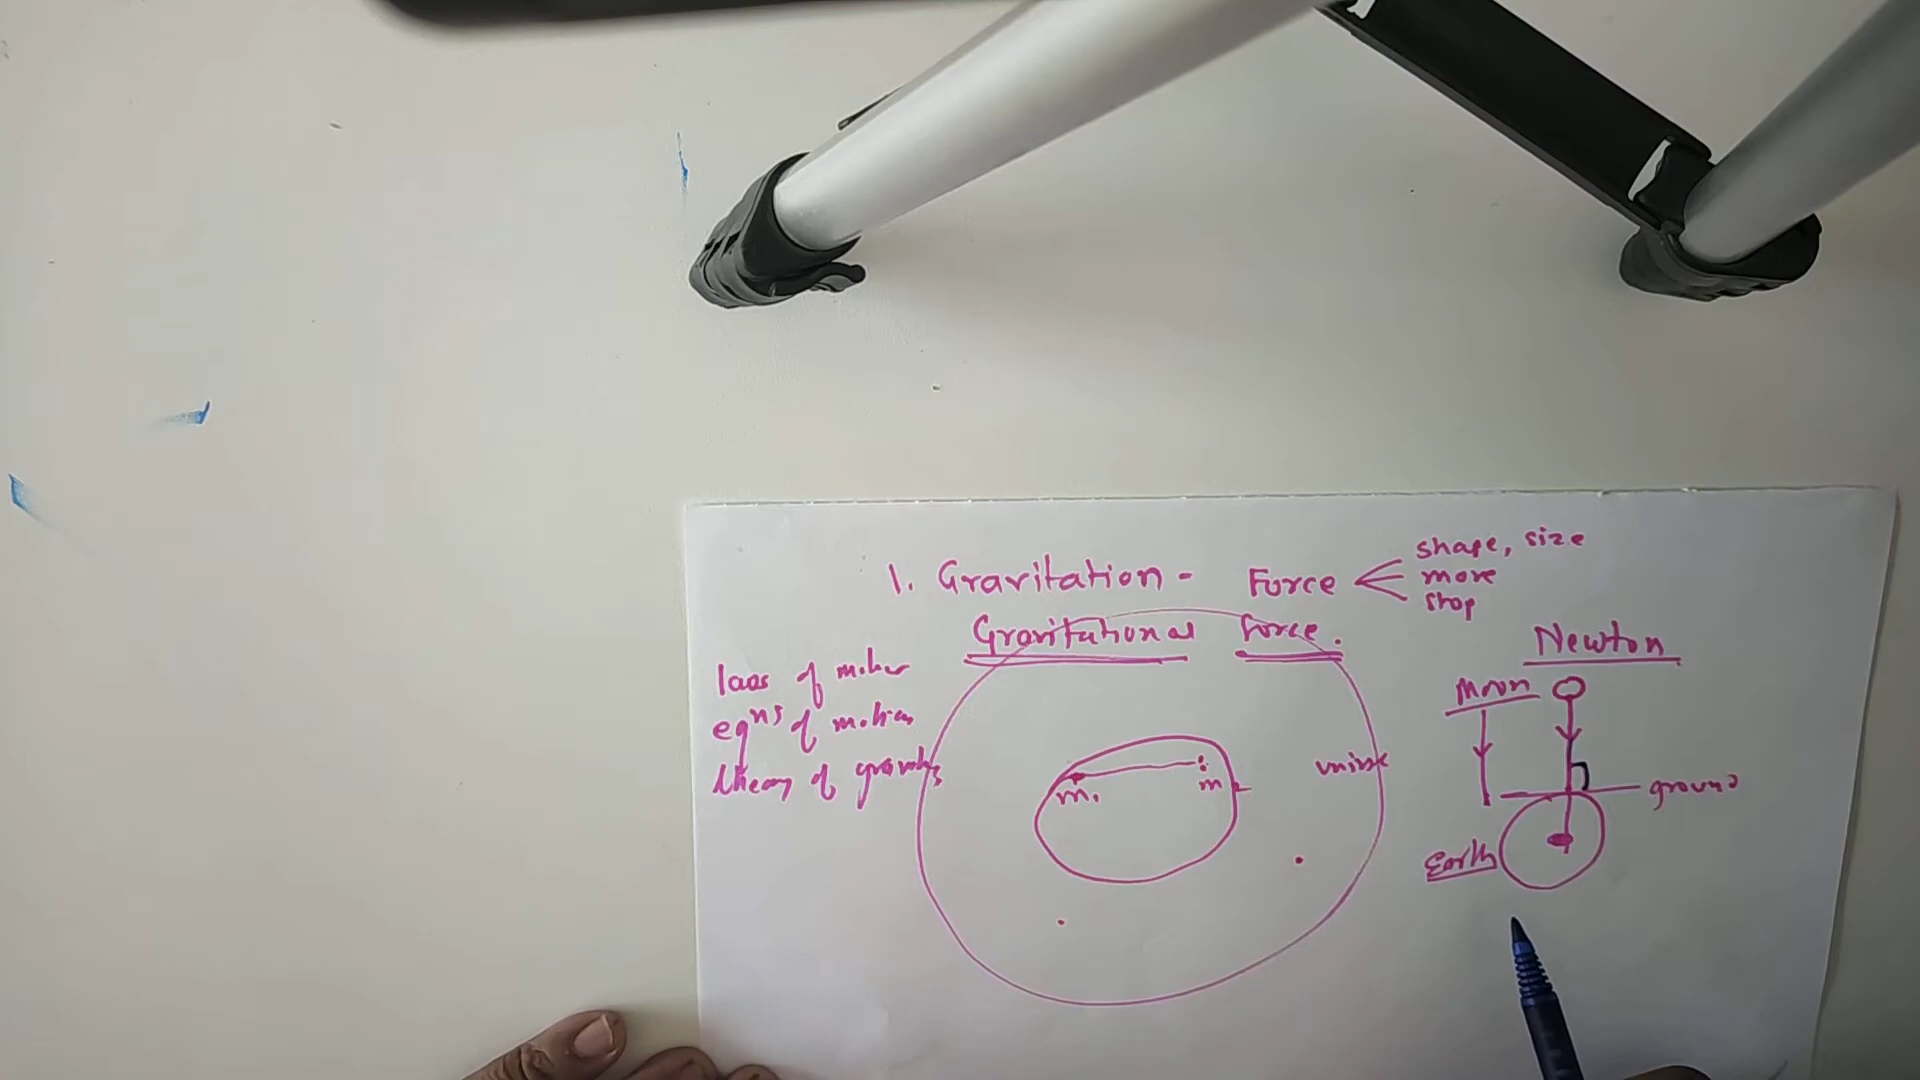 1. Gravitation - Force
shape, size
move
stop
Gravitational Force.
Newton
laws of motion
eqns of motion
theory of gravity
m1
m2
universe
Moon
ground
Earth